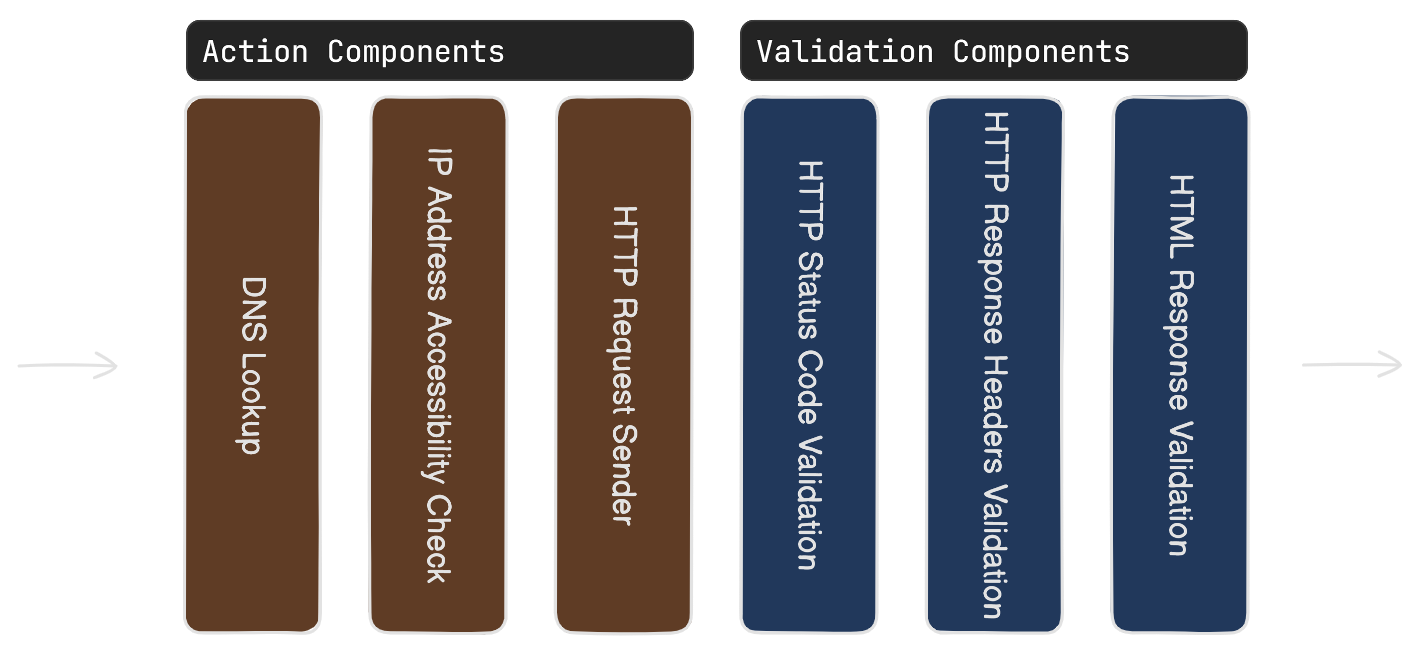 Action Components
Validation Components
DNS Lookup
IP Address Accessibility Check
HTTP Request Sender
HTTP Status Code Validation
HTTP Response Headers Validation
HTML Response Validation